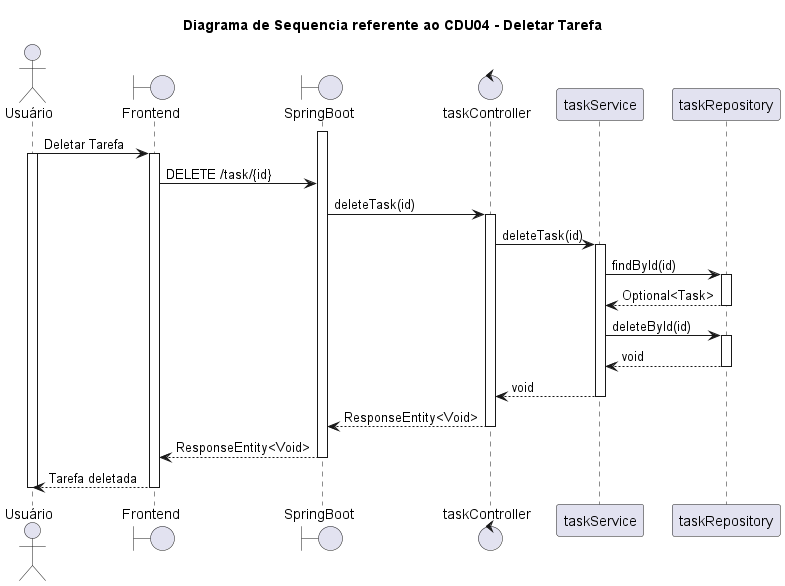 Diagrama de Sequencia referente ao CDU04 - Deletar Tarefa
Usuário
Frontend
SpringBoot
taskController
taskService
taskRepository
Deletar Tarefa
DELETE /task/{id}
deleteTask(id)
deleteTask(id)
findById(id)
Optional<Task>
deleteById(id)
void
void
ResponseEntity<Void>
ResponseEntity<Void>
Tarefa deletada
Usuário
Frontend
SpringBoot
taskController
taskService
taskRepository